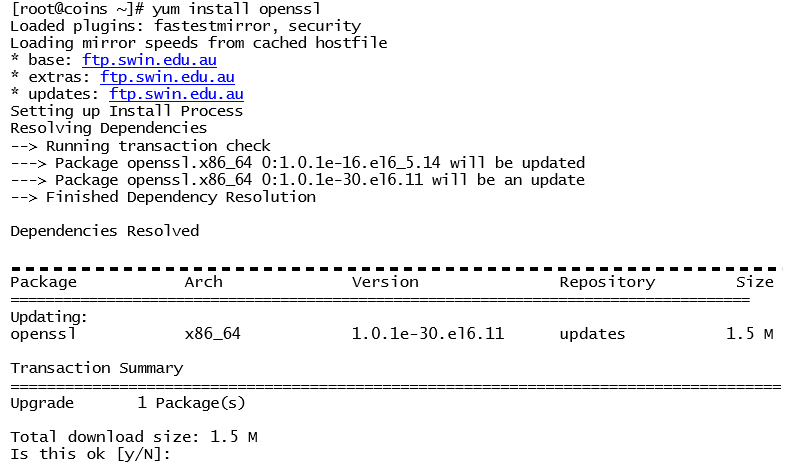 [root@coins ~]# yum install openssl
Loaded plugins: fastestmirror, security
Loading mirror speeds from cached hostfile
* base: ftp.swin.edu.au
* extras: ftp.swin.edu.au
* updates: ftp.swin.edu.au
Setting up Install Process
Resolving Dependencies
--> Running transaction check
---> Package openssl.x86_64 0:1.0.1e-16.el6_5.14 will be updated
---> Package openssl.x86_64 0:1.0.1e-30.el6.11 will be an update
--> Finished Dependency Resolution
Dependencies Resolved
Package Arch Version Repository Size
================================================================================
Updating:
openssl x86_64 1.0.1e-30.el6.11 updates 1.5 M
Transaction Summary
====================================================================================
Upgrade 1 Package(s)
Total download size: 1.5 M
Is this ok [y/N]: